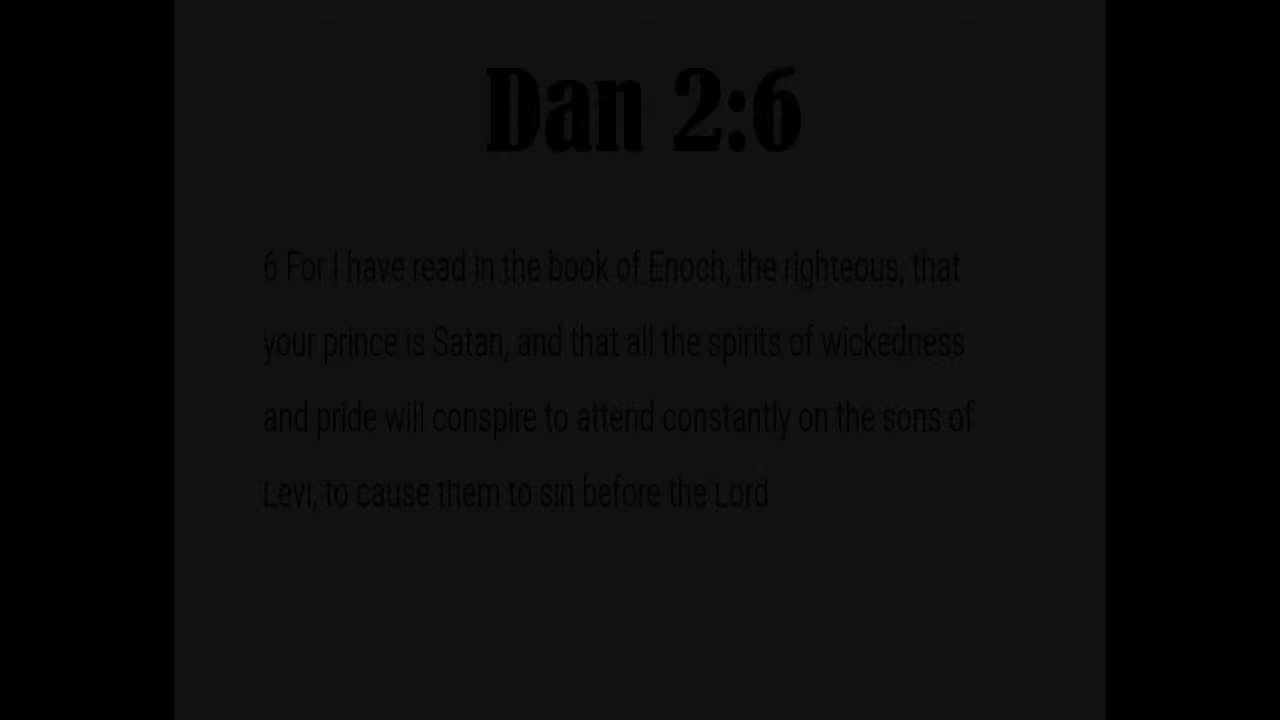 Dan 2:6
6 For I have read in the book of Enoch, the righteous, that
your prince is Satan, and that all the spirits of wickedness
and pride will conspire to attend constantly on the sons of
Levi, to cause them to sin before the Lord